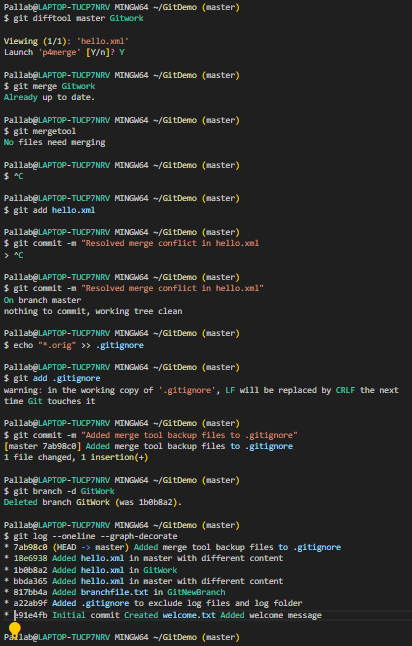 Pallab@LAPTOP-TUCP7NRV MINGW64 ~/GitDemo (master)
$ git difftool master Gitwork
Viewing (1/1): 'hello.xml'
Launch 'p4merge' [Y/n]? Y
Pallab@LAPTOP-TUCP7NRV MINGW64 ~/GitDemo (master)
$ git merge Gitwork
Already up to date.
Pallab@LAPTOP-TUCP7NRV MINGW64 ~/GitDemo (master)
$ git mergetool
No files need merging
Pallab@LAPTOP-TUCP7NRV MINGW64 ~/GitDemo (master)
$ ^C
Pallab@LAPTOP-TUCP7NRV MINGW64 ~/GitDemo (master)
$ git add hello.xml
Pallab@LAPTOP-TUCP7NRV MINGW64 ~/GitDemo (master)
$ git commit -m "Resolved merge conflict in hello.xml
> ^C
Pallab@LAPTOP-TUCP7NRV MINGW64 ~/GitDemo (master)
$ git commit -m "Resolved merge conflict in hello.xml"
On branch master
nothing to commit, working tree clean
Pallab@LAPTOP-TUCP7NRV MINGW64 ~/GitDemo (master)
$ echo "*.orig" >> .gitignore
Pallab@LAPTOP-TUCP7NRV MINGW64 ~/GitDemo (master)
$ git add .gitignore
warning: in the working copy of '.gitignore', LF will be replaced by CRLF the next
time Git touches it
Pallab@LAPTOP-TUCP7NRV MINGW64 ~/GitDemo (master)
$ git commit -m "Added merge tool backup files to .gitignore"
[master 7ab98c0] Added merge tool backup files to .gitignore
1 file changed, 1 insertion(+)
Pallab@LAPTOP-TUCP7NRV MINGW64 ~/GitDemo (master)
$ git branch -d GitWork
Deleted branch GitWork (was 1b0b8a2).
Pallab@LAPTOP-TUCP7NRV MINGW64 ~/GitDemo (master)
$ git log --oneline --graph-decorate
* 7ab98c0 (HEAD -> master) Added merge tool backup files to .gitignore
* 18e6938 Added hello.xml in master with different content
* 1b0b8a2 Added hello.xml in GitWork
* bbda365 Added hello.xml in master with different content
* 817bb4a Added branchfile.txt in GitNewBranch
* a22ab9f Added .gitignore to exclude log files and log folder
* e91e4fb Initial commit Created welcome.txt Added welcome message
Pallab@LAPTOP-TUCP7NRV MINGW64 ~/GitDemo (master)